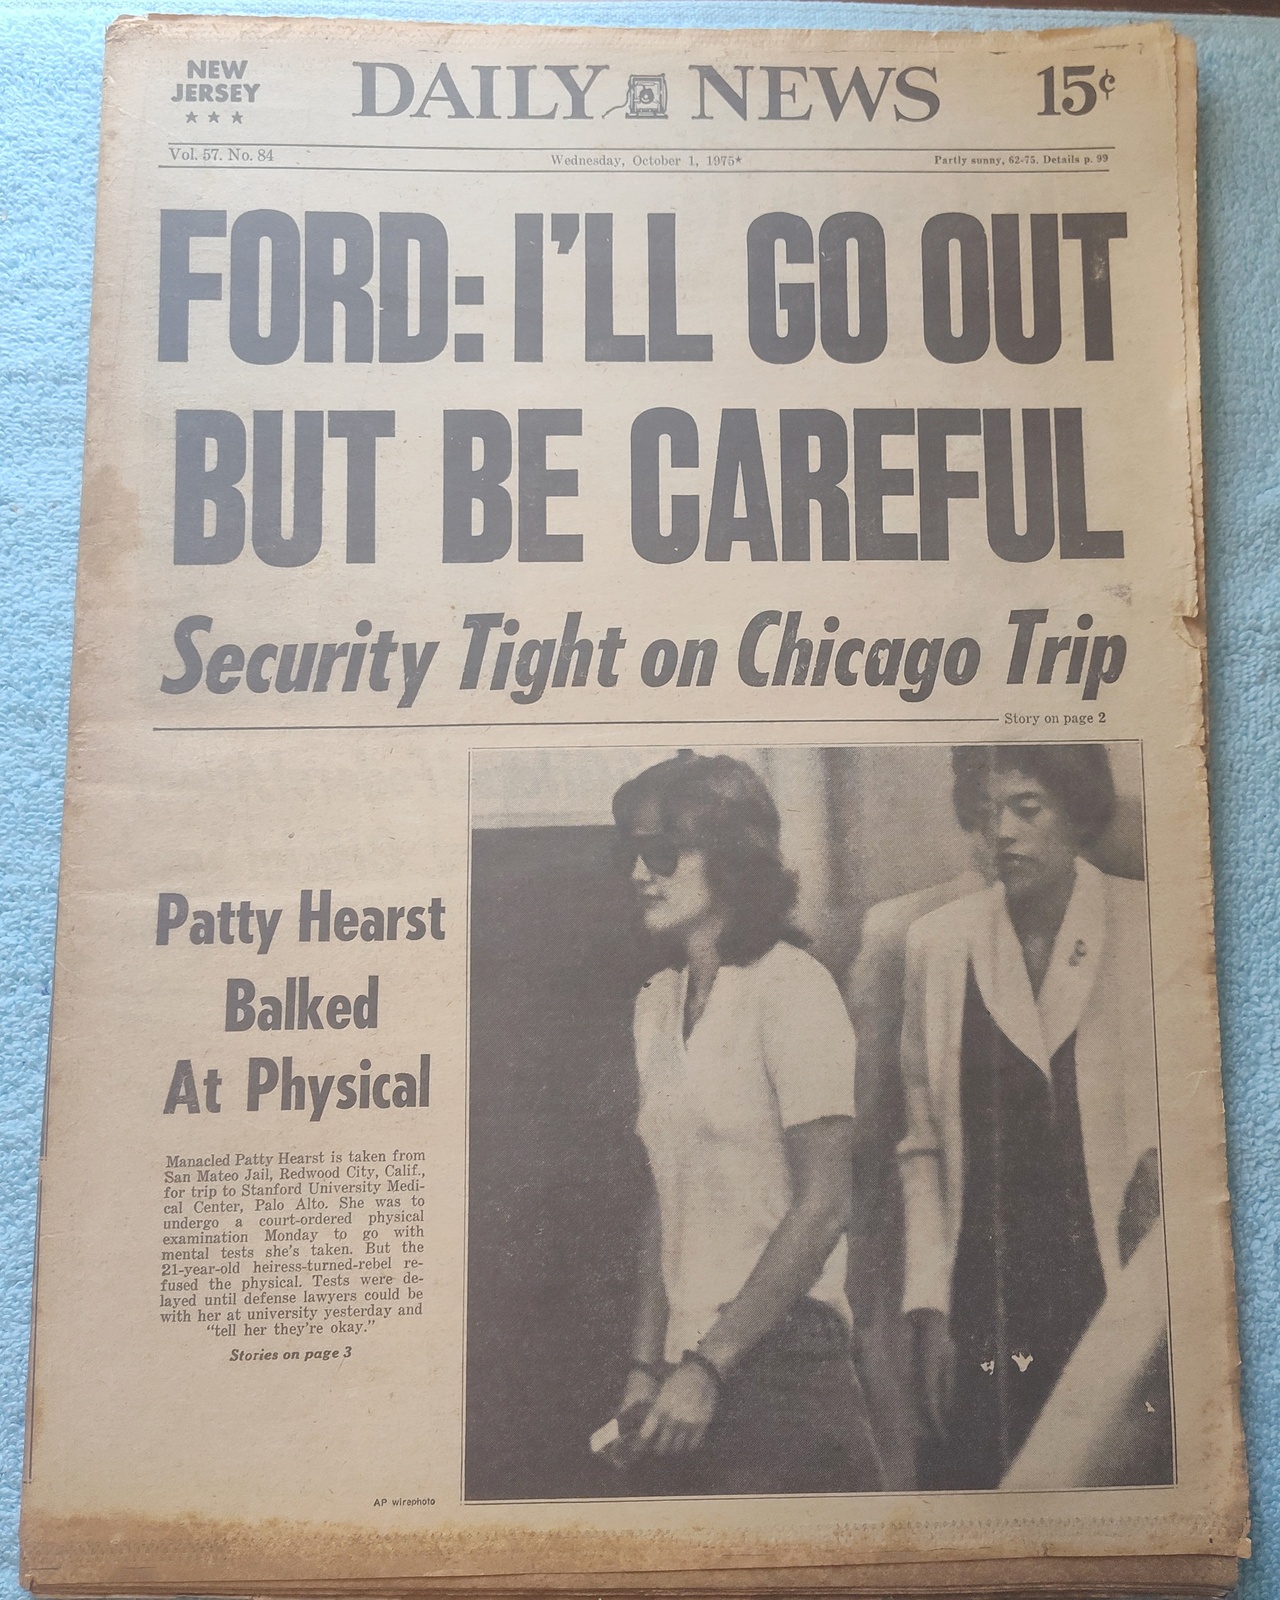 NEW
JERSEY
★ ★ ★
DAILY NEWS
15¢
Vol. 57. No. 84
Wednesday, October 1, 1975★
Partly sunny, 62-75. Details p. 99
FORD: I'LL GO OUT
BUT BE CAREFUL
Security Tight on Chicago Trip
Story on page 2
Patty Hearst
Balked
At Physical
Manacled Patty Hearst is taken from
San Mateo Jail, Redwood City, Calif.,
for trip to Stanford University Medi-
cal Center, Palo Alto. She was to
undergo a court-ordered physical
examination Monday to go with
mental tests she's taken. But the
21-year-old heiress-turned-rebel re-
fused the physical. Tests were de-
layed until defense lawyers could be
with her at university yesterday and
"tell her they're okay."
Stories on page 3
AP wirephoto